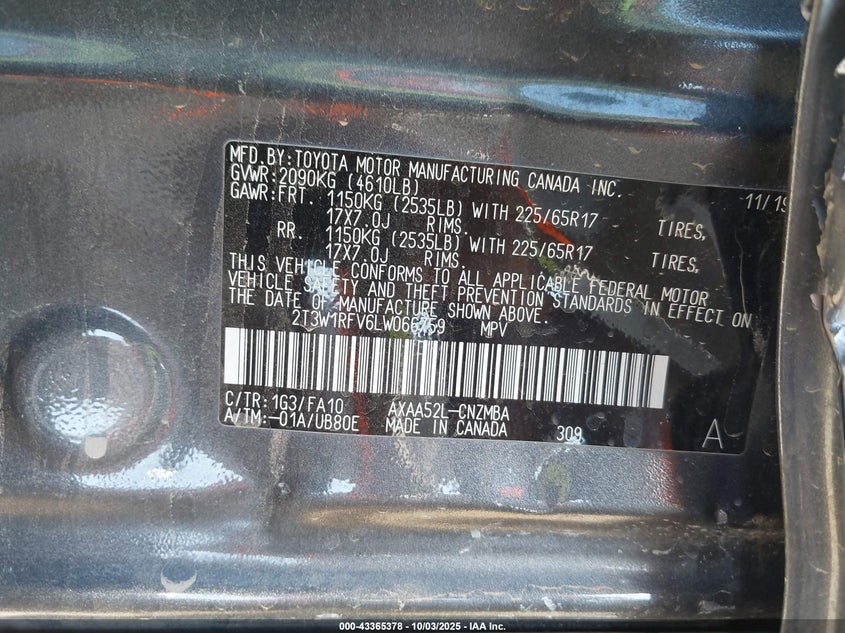 MFD.BY:TOYOTA MOTOR MANUFACTURING CANADA INC.
GVWR:2090KG (4610LB) 11/19
GAWR:FRT. 1150KG (2535LB) WITH 225/65R17 TIRES,
17X7.0J RIMS.
RR. 1150KG (2535LB) WITH 225/65R17 TIRES,
17X7.0J RIMS.
THIS VEHICLE CONFORMS TO ALL APPLICABLE FEDERAL MOTOR
VEHICLE SAFETY AND THEFT PREVENTION STANDARDS IN EFFECT ON
THE DATE OF MANUFACTURE SHOWN ABOVE.
MPV
C/TR:1G3/FA10 AXAA52L-CNZMBA
A/TM:-01A/UB80E MADE IN CANADA 309 A
000-43365378 - 10/03/2025 - IAA Inc.